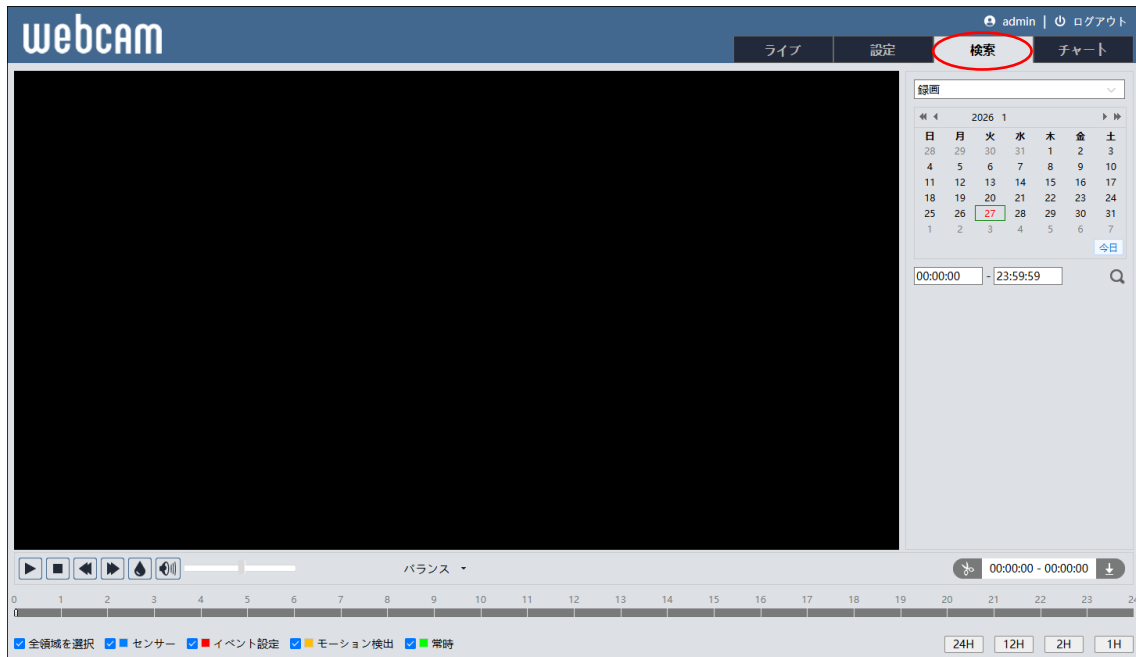 webcam
admin | ログアウト
ライブ 設定 検索 チャート
録画
2026 1
日 月 火 水 木 金 土
28 29 30 31 1 2 3
4 5 6 7 8 9 10
11 12 13 14 15 16 17
18 19 20 21 22 23 24
25 26 27 28 29 30 31
1 2 3 4 5 6 7
今日
00:00:00 - 23:59:59
バランス
00:00:00 - 00:00:00
0 1 2 3 4 5 6 7 8 9 10 11 12 13 14 15 16 17 18 19 20 21 22 23 24
全領域を選択 センサー イベント設定 モーション検出 常時
24H 12H 2H 1H